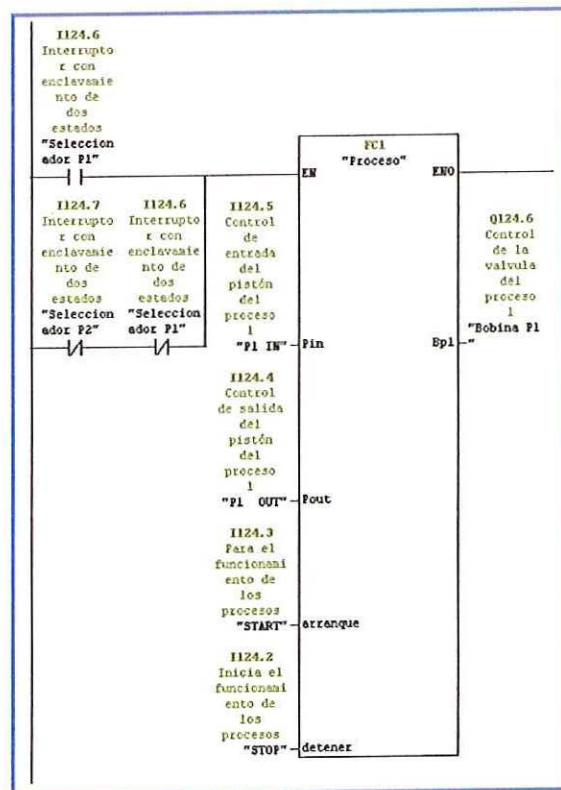 I124.6
Interrupto
r con
enclavamie
nto de
dos
estados
"Seleccion
ador P1"
FC1
"Proceso"
EN
ENO
I124.7
Interrupto
r con
enclavamie
nto de
dos
estados
"Seleccion
ador P2"
I124.6
Interrupto
r con
enclavamie
nto de
dos
estados
"Seleccion
ador P1"
I124.5
Control
de
entrada
del
pistón
del
proceso
1
"P1 IN"
Pin
Q124.6
Control
de la
valvula
del
proceso
1
"Bobina P1
"
Ep1
I124.4
Control
de salida
del
pistón
del
proceso
1
"P1 OUT"
Pout
I124.3
Para el
funcionami
ento de
los
procesos
"START"
arranque
I124.2
Inicia el
funcionami
ento de
los
procesos
"STOP"
detener